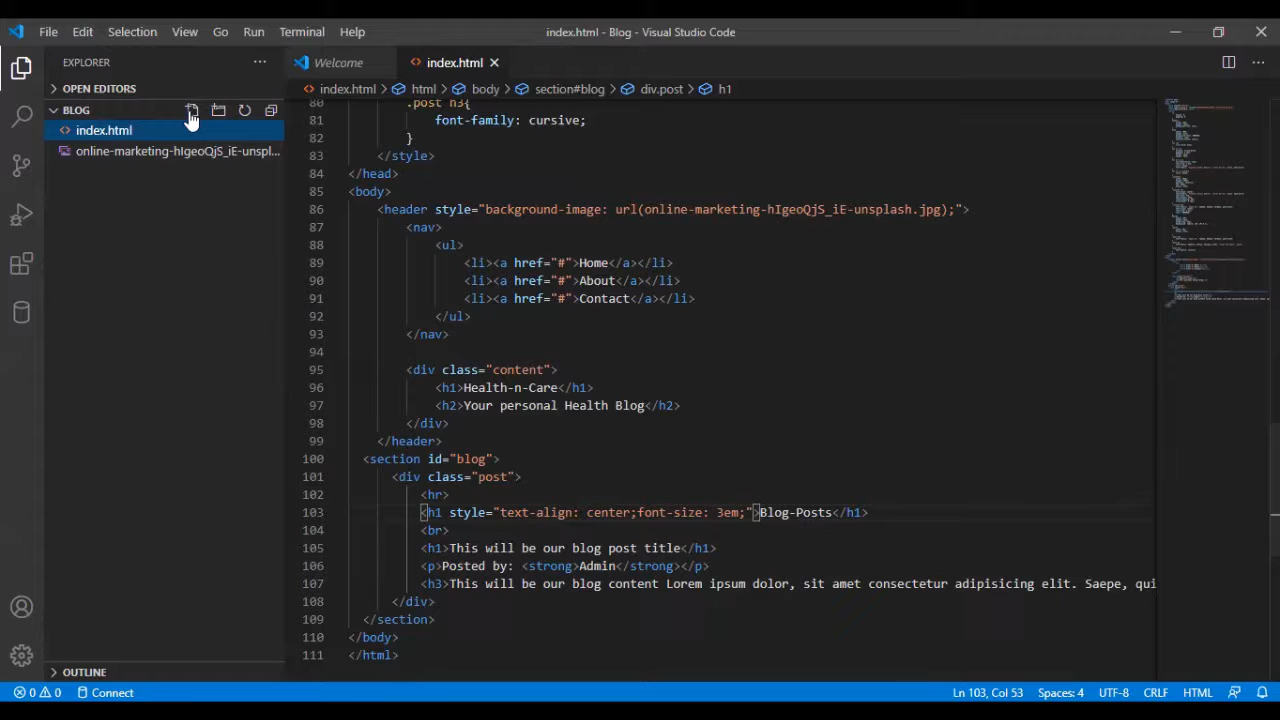 File Edit Selection View Go Run Terminal Help
index.html - Blog - Visual Studio Code
EXPLORER
OPEN EDITORS
BLOG
index.html
online-marketing-hIgeoQjS_iE-unspl...
OUTLINE
Welcome
index.html
index.html > html > body > section#blog > div.post > h1
80 .post h3{
81 font-family: cursive;
82 }
83 </style>
84 </head>
85 <body>
86 <header style="background-image: url(online-marketing-hIgeoQjS_iE-unsplash.jpg);">
87 <nav>
88 <ul>
89 <li><a href="#">Home</a></li>
90 <li><a href="#">About</a></li>
91 <li><a href="#">Contact</a></li>
92 </ul>
93 </nav>
94
95 <div class="content">
96 <h1>Health-n-Care</h1>
97 <h2>Your personal Health Blog</h2>
98 </div>
99 </header>
100 <section id="blog">
101 <div class="post">
102 <hr>
103 <h1 style="text-align: center;font-size: 3em;">Blog-Posts</h1>
104 <br>
105 <h1>This will be our blog post title</h1>
106 <p>Posted by: <strong>Admin</strong></p>
107 <h3>This will be our blog content Lorem ipsum dolor, sit amet consectetur adipisicing elit. Saepe, qui
108 </div>
109 </section>
110 </body>
111 </html>
0 0 Connect
Ln 103, Col 53 Spaces: 4 UTF-8 CRLF HTML